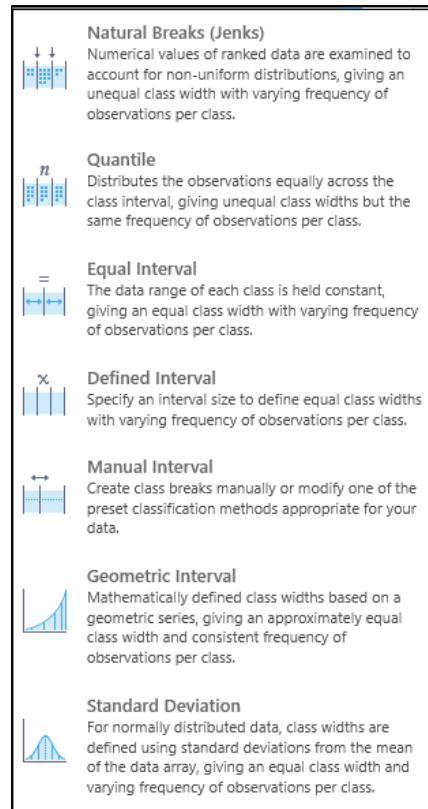 Natural Breaks (Jenks)
Numerical values of ranked data are examined to
account for non-uniform distributions, giving an
unequal class width with varying frequency of
observations per class.
n
Quantile
Distributes the observations equally across the
class interval, giving unequal class widths but the
same frequency of observations per class.
=
Equal Interval
The data range of each class is held constant,
giving an equal class width with varying frequency
of observations per class.
x
Defined Interval
Specify an interval size to define equal class widths
with varying frequency of observations per class.
Manual Interval
Create class breaks manually or modify one of the
preset classification methods appropriate for your
data.
Geometric Interval
Mathematically defined class widths based on a
geometric series, giving an approximately equal
class width and consistent frequency of
observations per class.
Standard Deviation
For normally distributed data, class widths are
defined using standard deviations from the mean
of the data array, giving an equal class width and
varying frequency of observations per class.